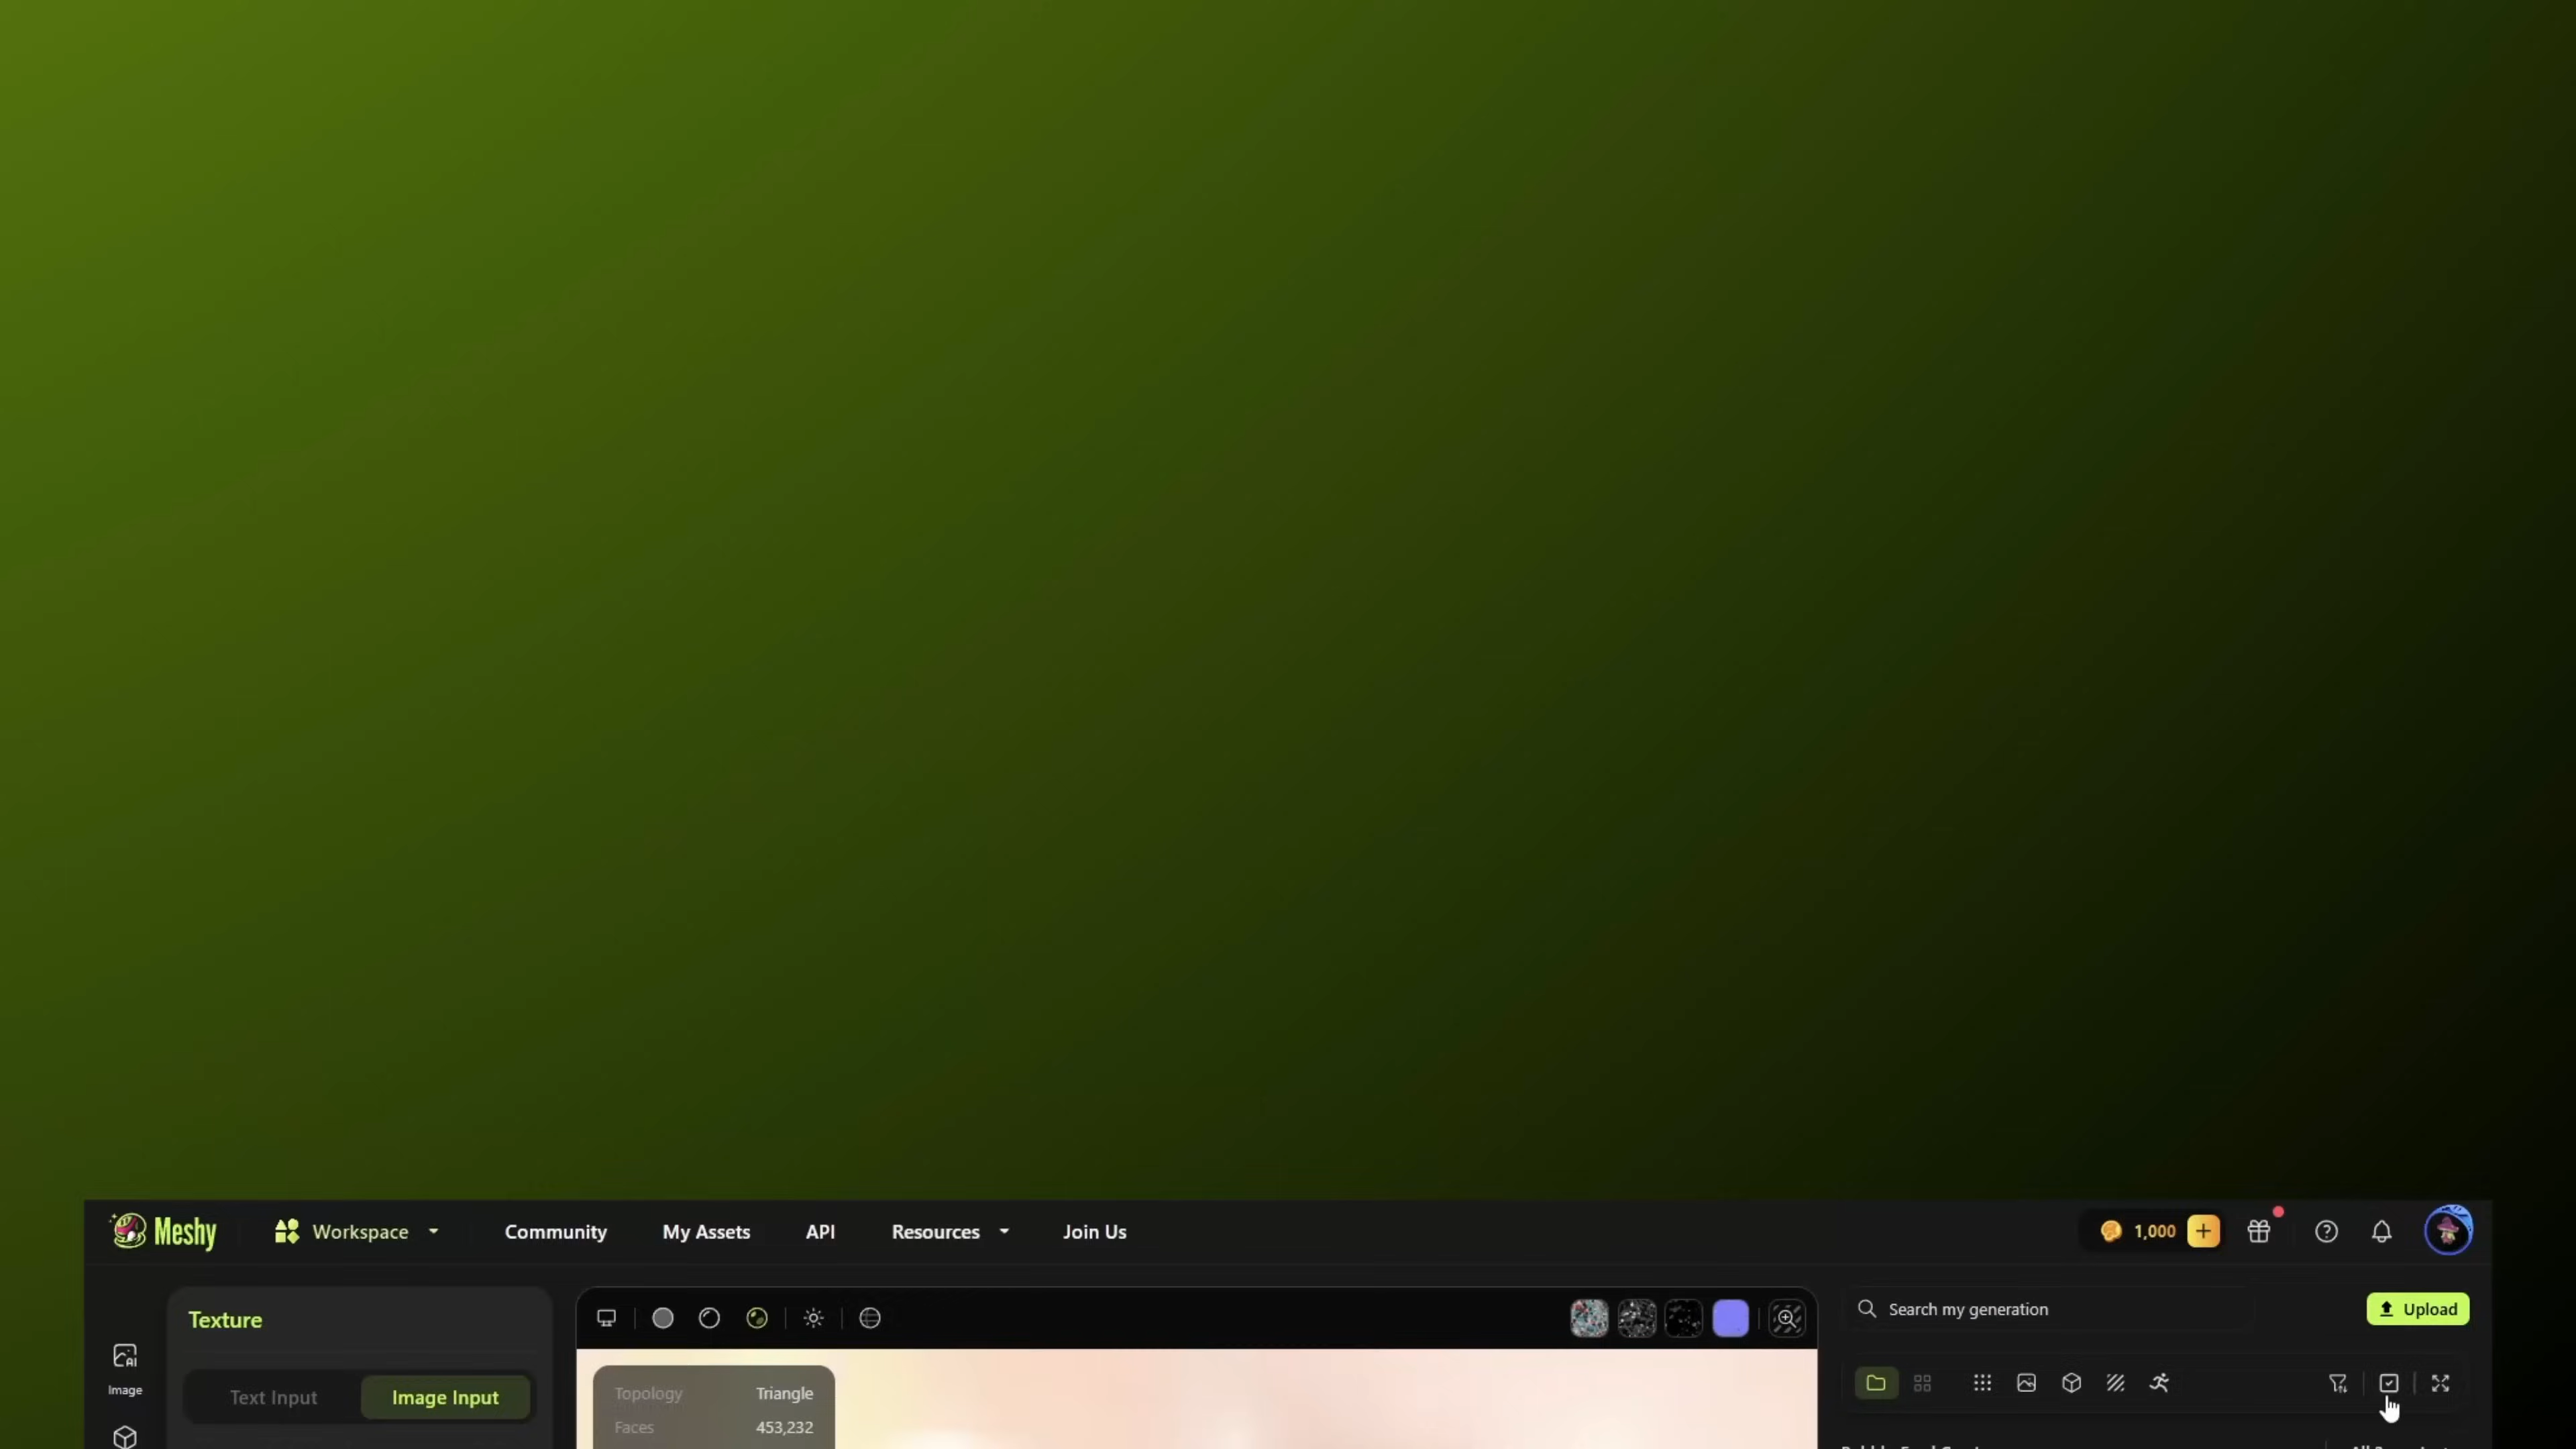 Meshy
Workspace
Community
My Assets
API
Resources
Join Us
1,000
Texture
Search my generation
Upload
Image
Text Input
Image Input
Topology Triangle
Faces 453,232